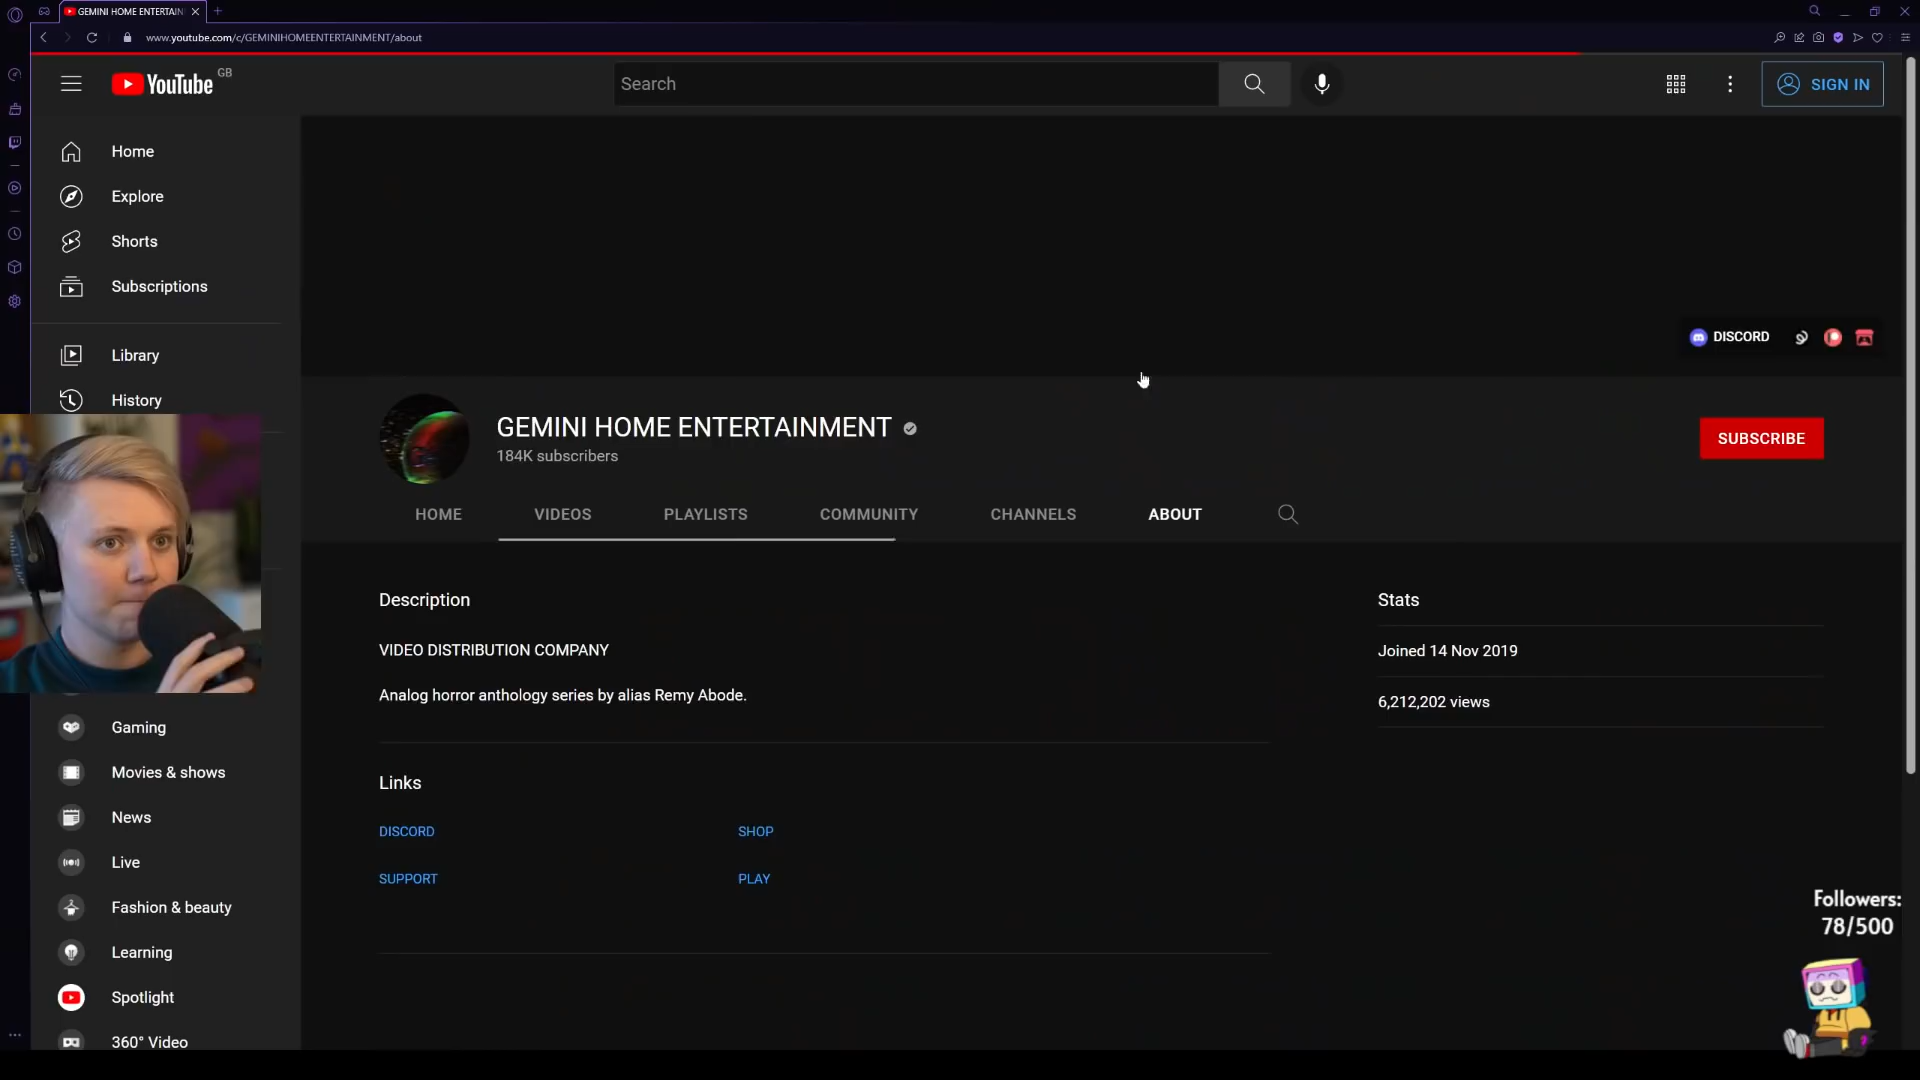 GEMINI HOME ENTERTAIN
www.youtube.com/c/GEMINIHOMEENTERTAINMENT/about
YouTube GB
Search
SIGN IN
Home
Explore
Shorts
Subscriptions
Library
History
Gaming
Movies & shows
News
Live
Fashion & beauty
Learning
Spotlight
360° Video
DISCORD
GEMINI HOME ENTERTAINMENT
184K subscribers
SUBSCRIBE
HOME VIDEOS PLAYLISTS COMMUNITY CHANNELS ABOUT
Description
VIDEO DISTRIBUTION COMPANY
Analog horror anthology series by alias Remy Abode.
Links
DISCORD SHOP
SUPPORT PLAY
Stats
Joined 14 Nov 2019
6,212,202 views
Followers:
78/500